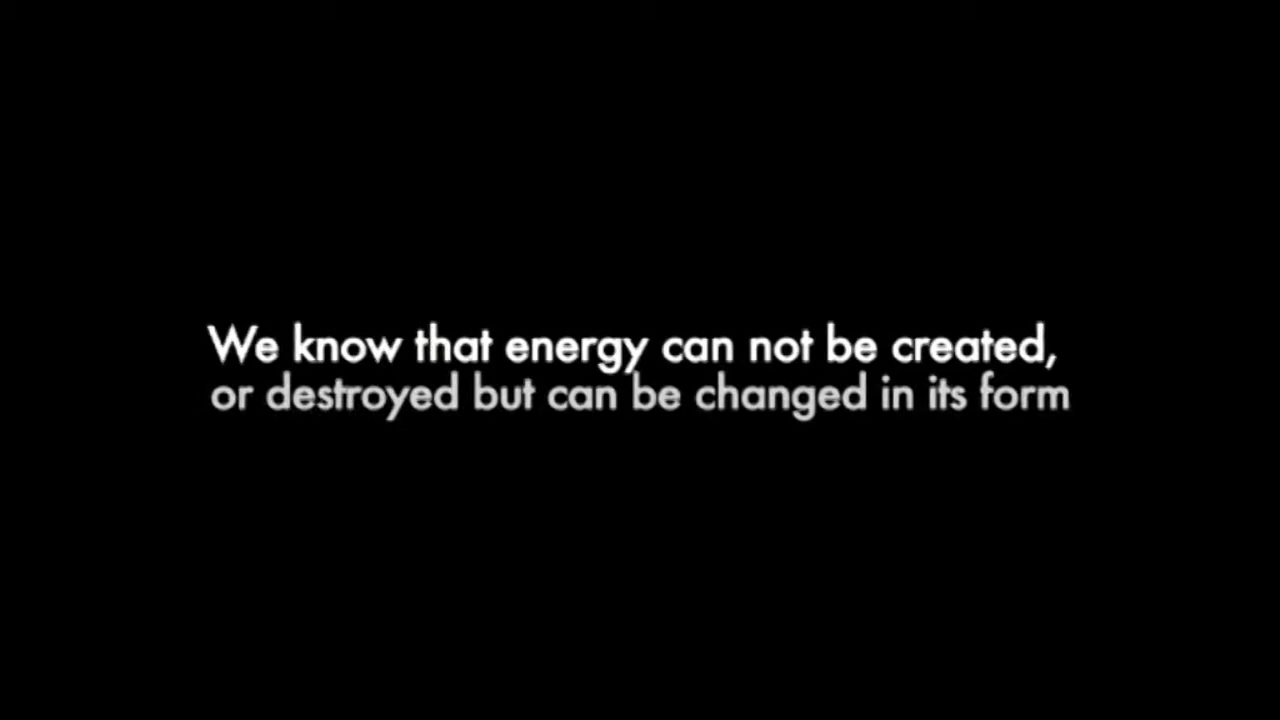 We know that energy can not be created,
or destroyed but can be changed in its form